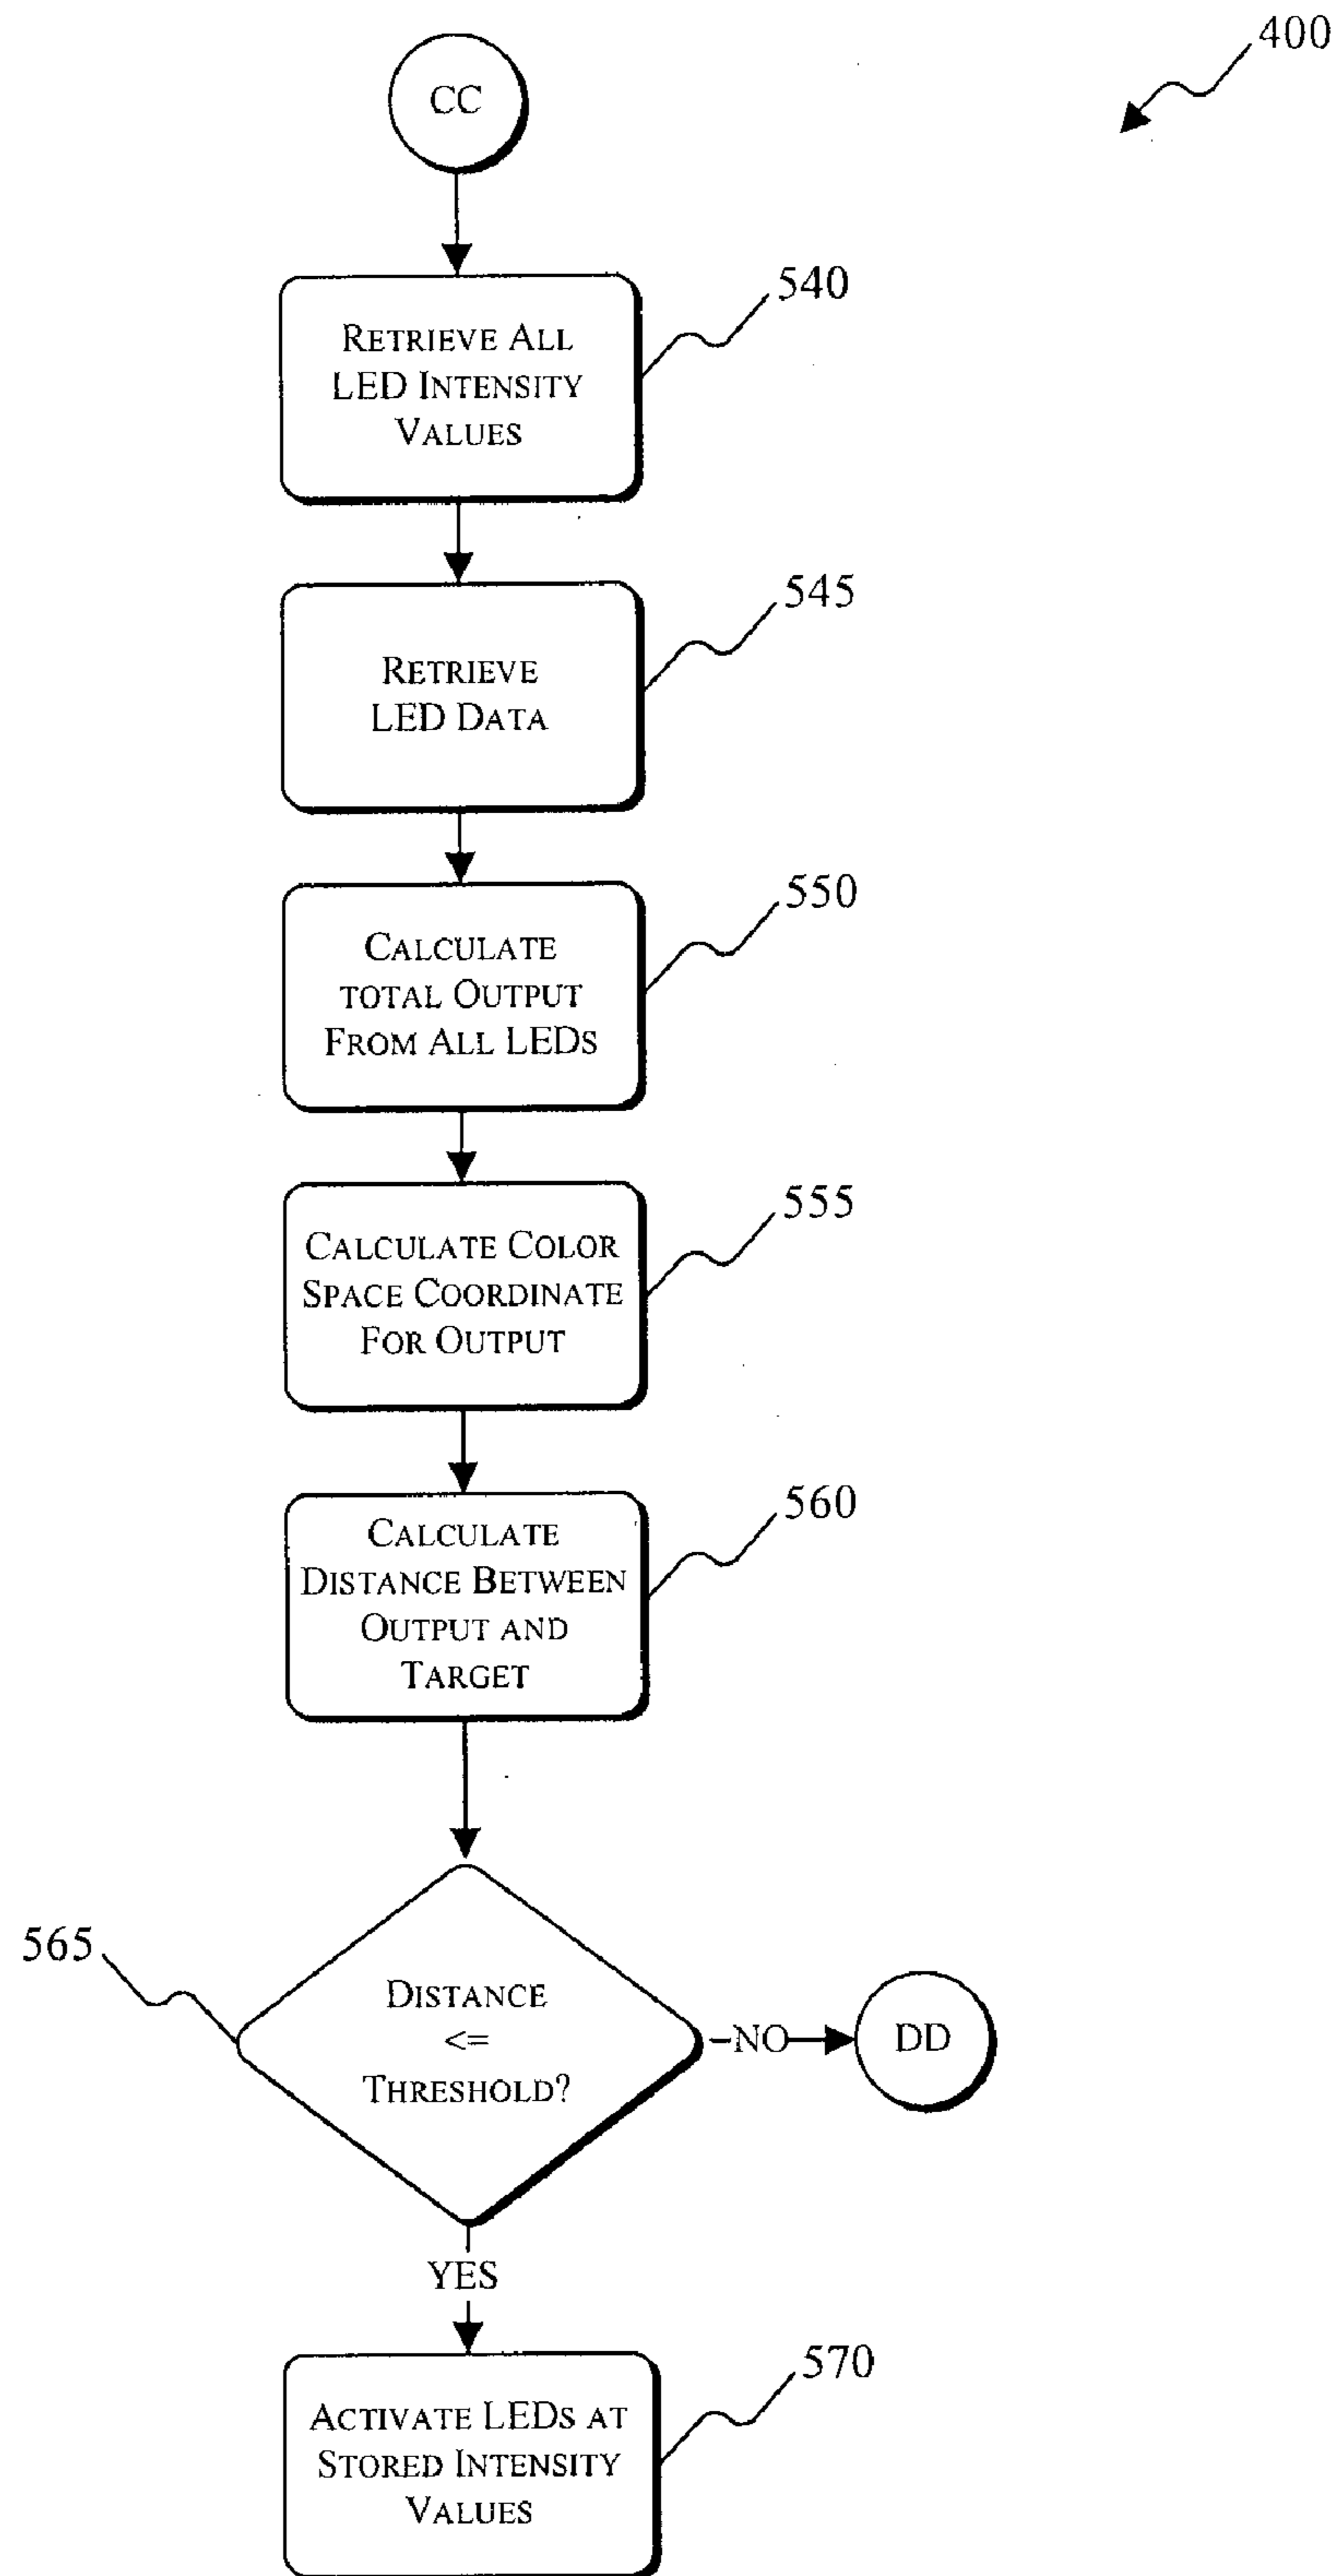 400
CC
540
RETRIEVE ALL
LED INTENSITY
VALUES
545
RETRIEVE
LED DATA
550
CALCULATE
TOTAL OUTPUT
FROM ALL LEDS
555
CALCULATE COLOR
SPACE COORDINATE
FOR OUTPUT
560
CALCULATE
DISTANCE BETWEEN
OUTPUT AND
TARGET
565
DISTANCE
<=
THRESHOLD?
NO
DD
YES
570
ACTIVATE LEDS AT
STORED INTENSITY
VALUES